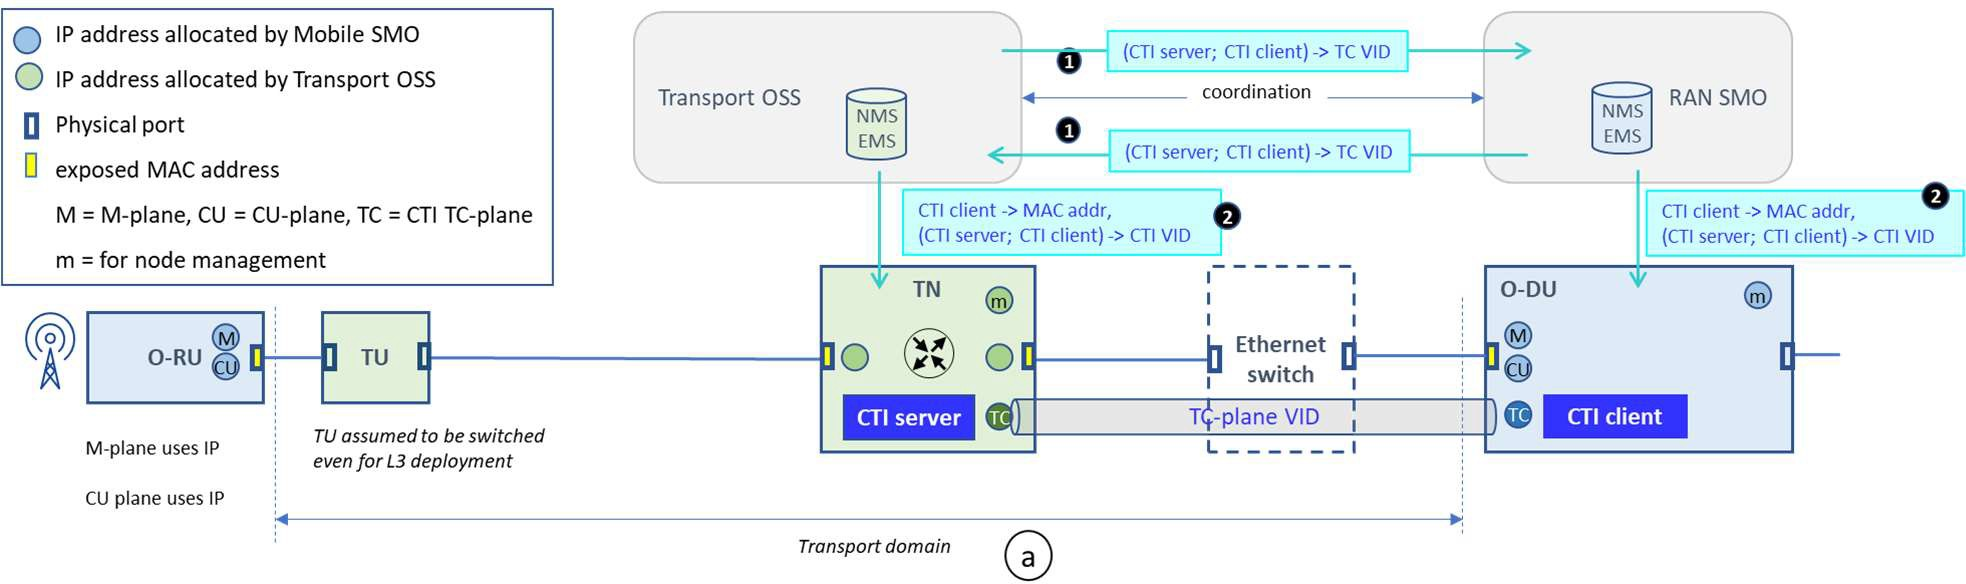 IP address allocated by Mobile SMO
IP address allocated by Transport OSS
Physical port
exposed MAC address
M = M-plane, CU = CU-plane, TC = CTI TC-plane
m = for node management
Transport OSS
NMS
EMS
1
(CTI server; CTI client) -> TC VID
coordination
1
(CTI server; CTI client) -> TC VID
NMS
EMS
RAN SMO
CTI client -> MAC addr,
(CTI server; CTI client) -> CTI VID
2
CTI client -> MAC addr,
(CTI server; CTI client) -> CTI VID
2
O-RU
M
CU
TU
TN
m
CTI server
TC
Ethernet
switch
TC-plane VID
O-DU
m
M
CU
TC
CTI client
M-plane uses IP
CU plane uses IP
TU assumed to be switched
even for L3 deployment
Transport domain
a